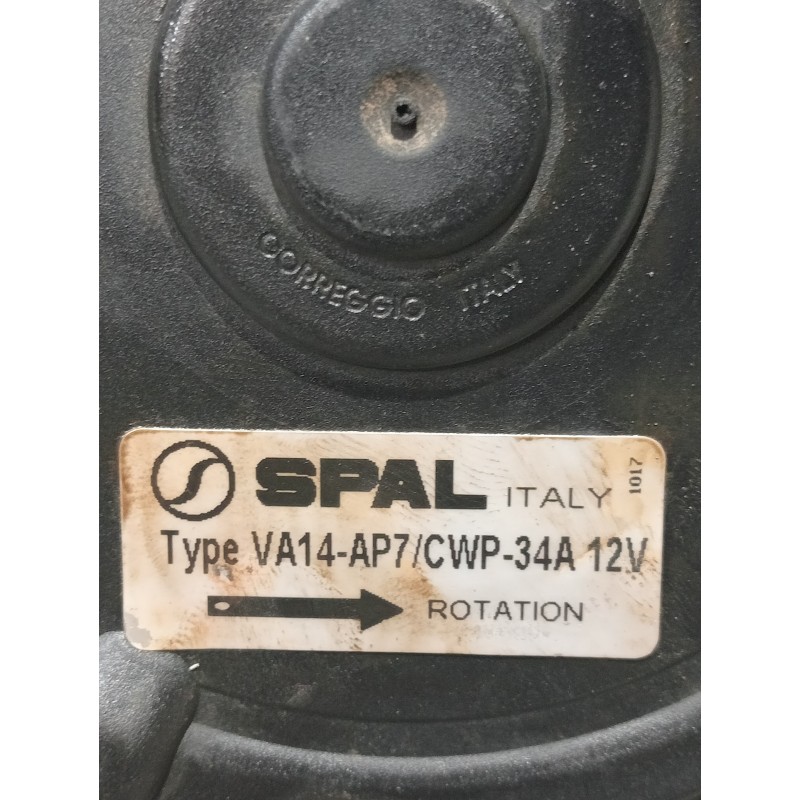 CORREGGIO ITALY
SPAL ITALY 1017
Type VA14-AP7/CWP-34A 12V
ROTATION